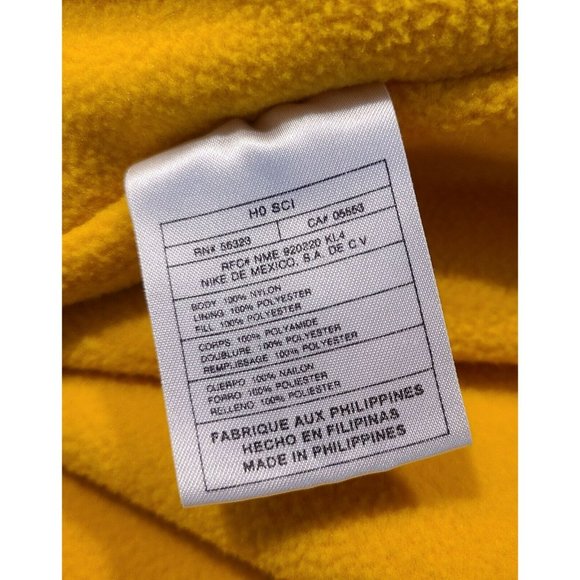 H0 SCI
RN# 56323 CA# 05553
RFC# NME 920820 KL4
NIKE DE MEXICO, S.A. DE C.V
BODY 100% NYLON
LINING 100% POLYESTER
FILL 100% POLYESTER
CORPS 100% POLYAMIDE
DOUBLURE 100% POLYESTER
REMPLISSAGE 100% POLYESTER
CUERPO 100% NAILON
FORRO 100% POLIESTER
RELLENO 100% POLIESTER
FABRIQUE AUX PHILIPPINES
HECHO EN FILIPINAS
MADE IN PHILIPPINES